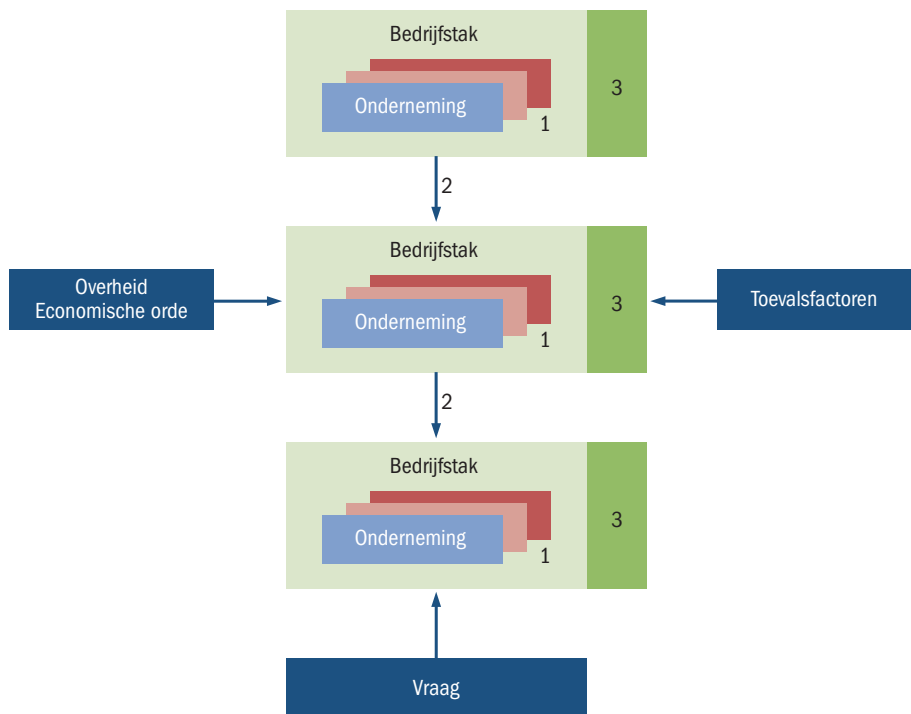 Bedrijfstak
Onderneming
1
3
2
Bedrijfstak
Onderneming
1
3
Overheid
Economische orde
Toevalsfactoren
2
Bedrijfstak
Onderneming
1
3
Vraag